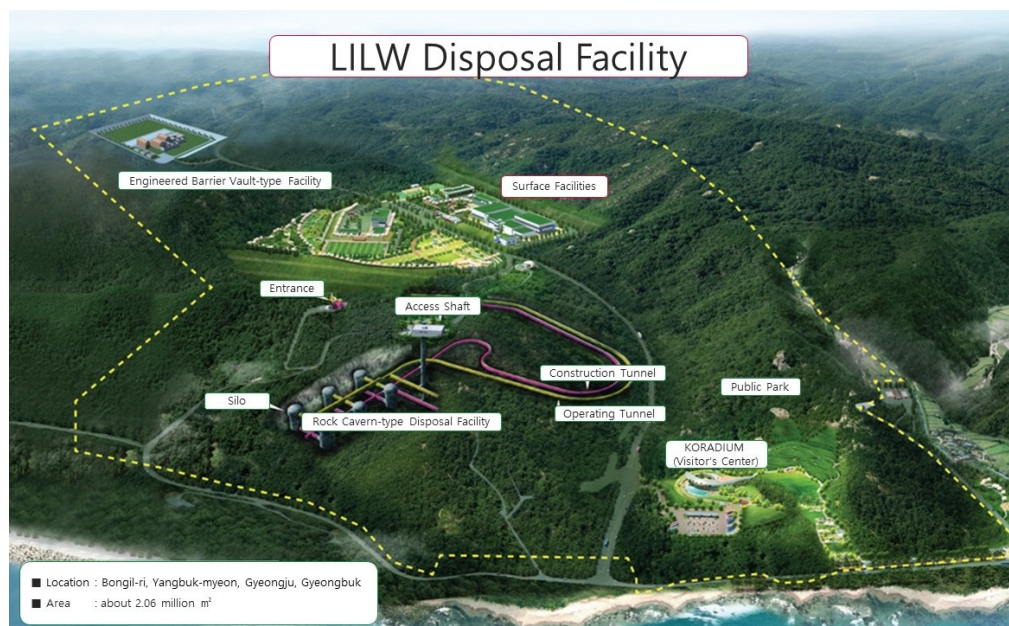 LILW Disposal Facility
Engineered Barrier Vault-type Facility
Surface Facilities
Entrance
Access Shaft
Construction Tunnel
Public Park
Silo
Operating Tunnel
Rock Cavern-type Disposal Facility
KORADIUM
(Visitor's Center)
■ Location : Bongil-ri, Yangbuk-myeon, Gyeongju, Gyeongbuk
■ Area : about 2.06 million ㎡